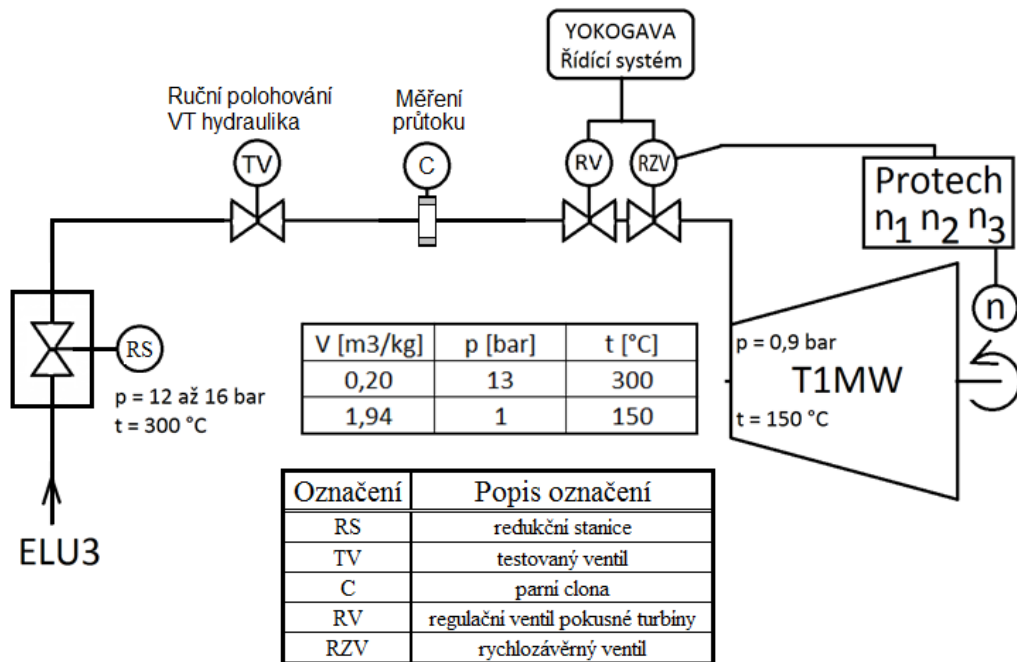 YOKOGAVA
Řídící systém
Ruční polohování
VT hydraulika
Měření
průtoku
TV
C
RV
RZV
Protech
n1 n2 n3
n
RS
p = 12 až 16 bar
t = 300 °C
V [m3/kg] p [bar] t [°C]
0,20 13 300
1,94 1 150
p = 0,9 bar
T1MW
t = 150 °C
ELU3
Označení Popis označení
RS redukční stanice
TV testovaný ventil
C parní clona
RV regulační ventil pokusné turbíny
RZV rychlozávěrný ventil